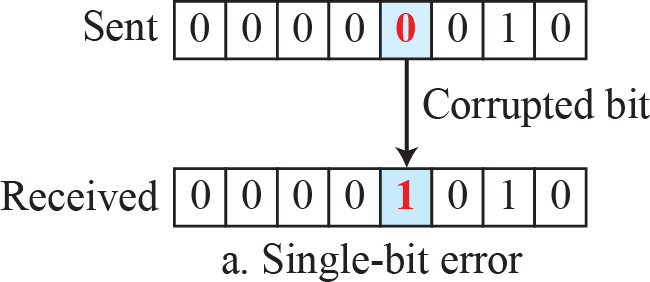 Sent 0 0 0 0 0 0 1 0
Corrupted bit
Received 0 0 0 0 1 0 1 0
a. Single-bit error